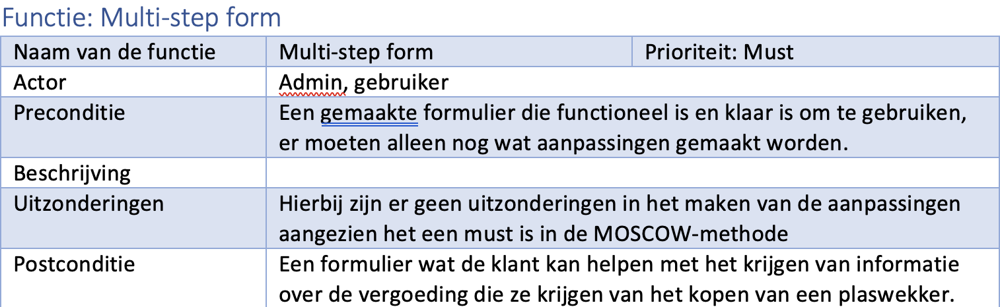 Functie: Multi-step form
Naam van de functie Multi-step form Prioriteit: Must
Actor Admin, gebruiker
Preconditie Een gemaakte formulier die functioneel is en klaar is om te gebruiken,
er moeten alleen nog wat aanpassingen gemaakt worden.
Beschrijving
Uitzonderingen Hierbij zijn er geen uitzonderingen in het maken van de aanpassingen
aangezien het een must is in de MOSCOW-methode
Postconditie Een formulier wat de klant kan helpen met het krijgen van informatie
over de vergoeding die ze krijgen van het kopen van een plaswekker.